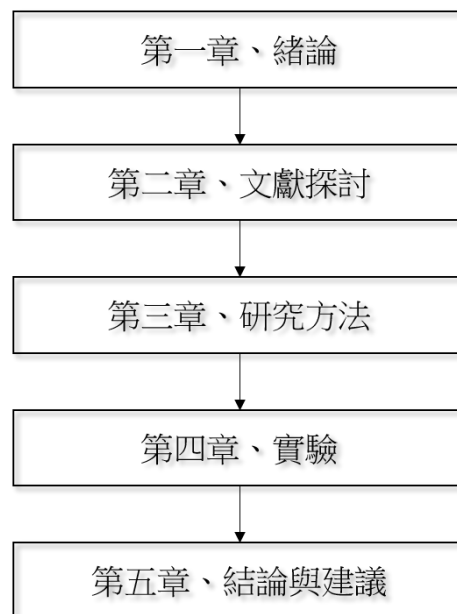 第一章、緒論
第二章、文獻探討
第三章、研究方法
第四章、實驗
第五章、結論與建議